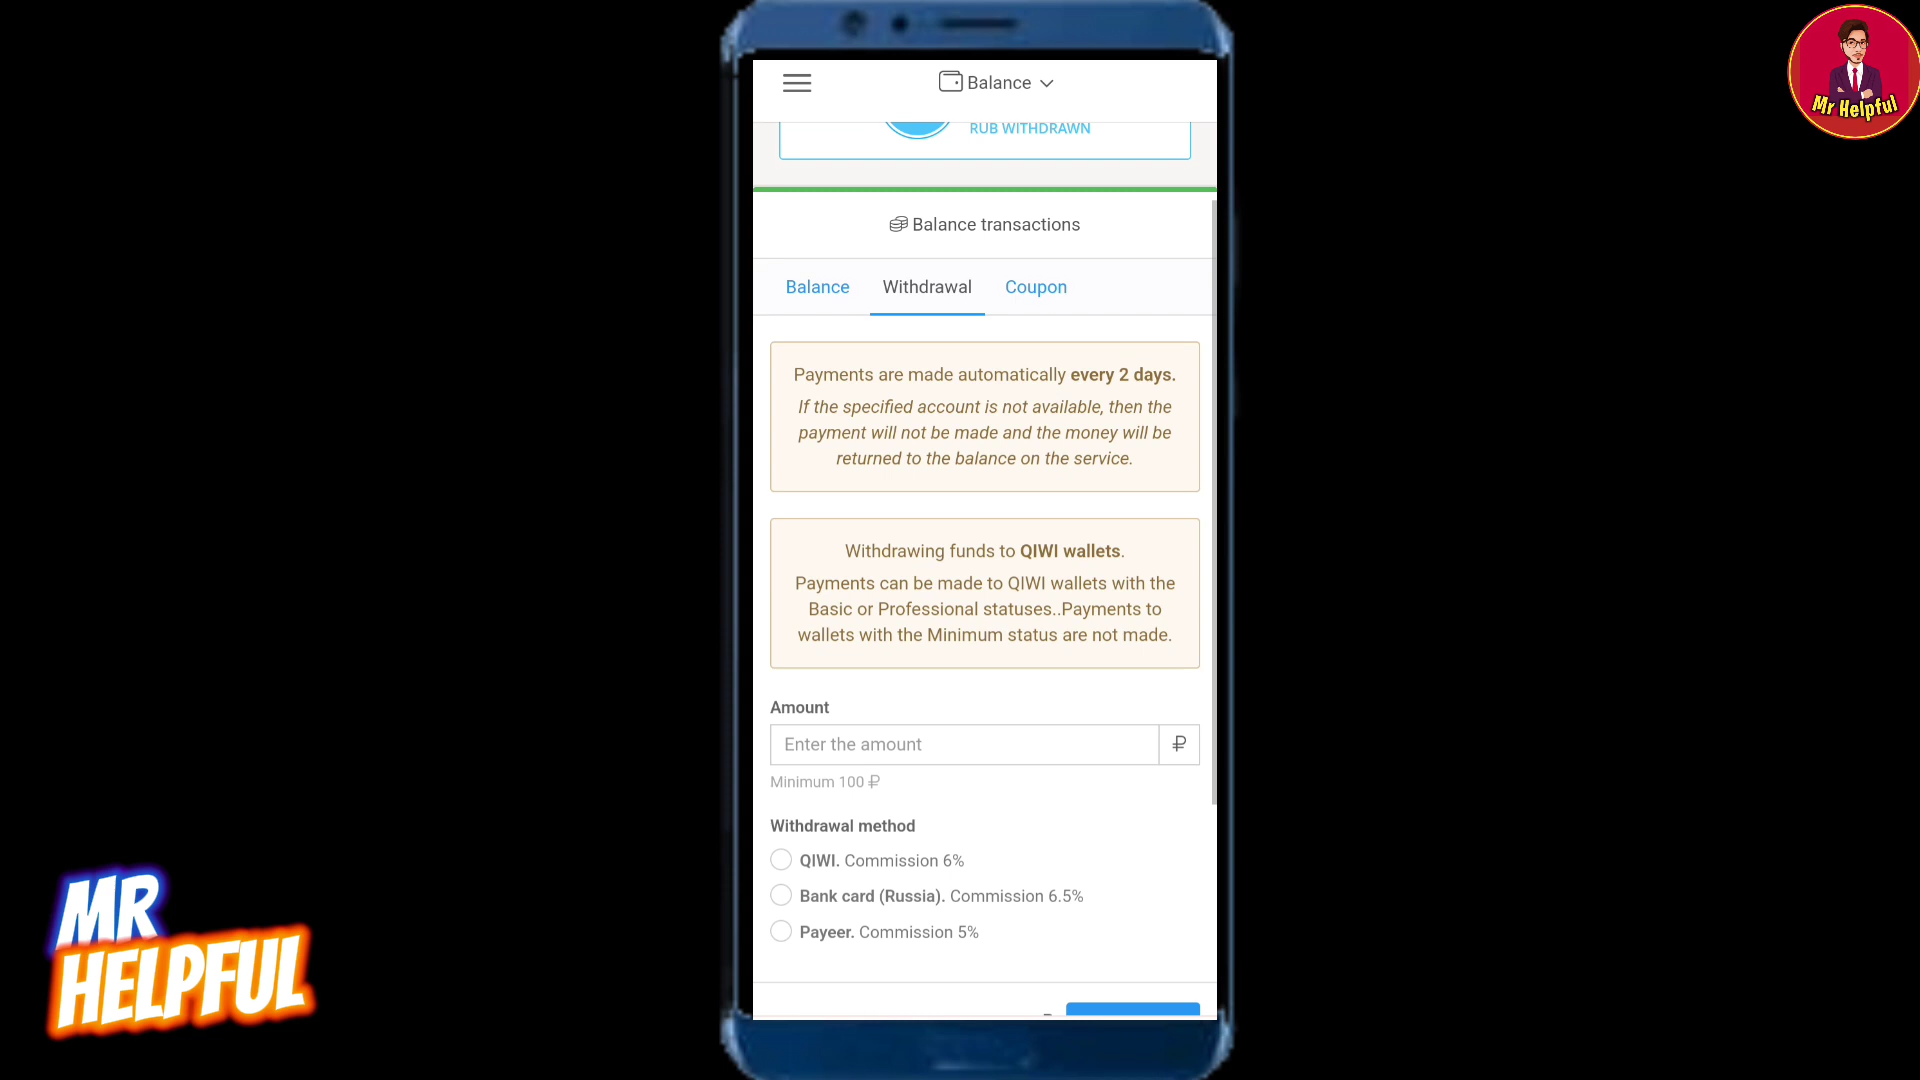 Balance
Mr Helpful
RUB WITHDRAWN
Balance transactions
Balance Withdrawal Coupon
Payments are made automatically every 2 days.
If the specified account is not available, then the
payment will not be made and the money will be
returned to the balance on the service.
Withdrawing funds to QIWI wallets.
Payments can be made to QIWI wallets with the
Basic or Professional statuses..Payments to
wallets with the Minimum status are not made.
Amount
Enter the amount ₽
Minimum 100 ₽
Withdrawal method
QIWI. Commission 6%
Bank card (Russia). Commission 6.5%
Payeer. Commission 5%
MR
HELPFUL